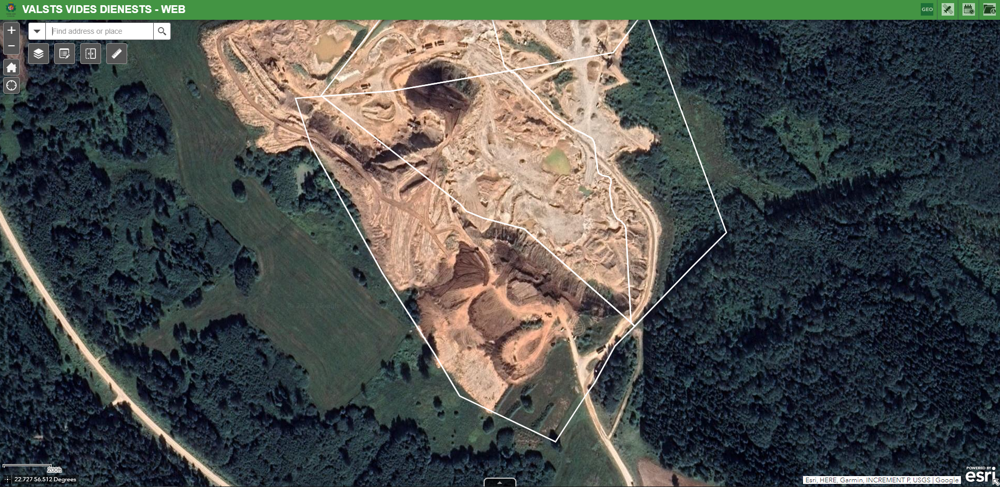 VALSTS VIDES DIENESTS - WEB
GEO
+
Find address or place
−
200ft
22.727 56.512 Degrees
Esri, HERE, Garmin, INCREMENT P, USGS | Google
POWERED BY
esri